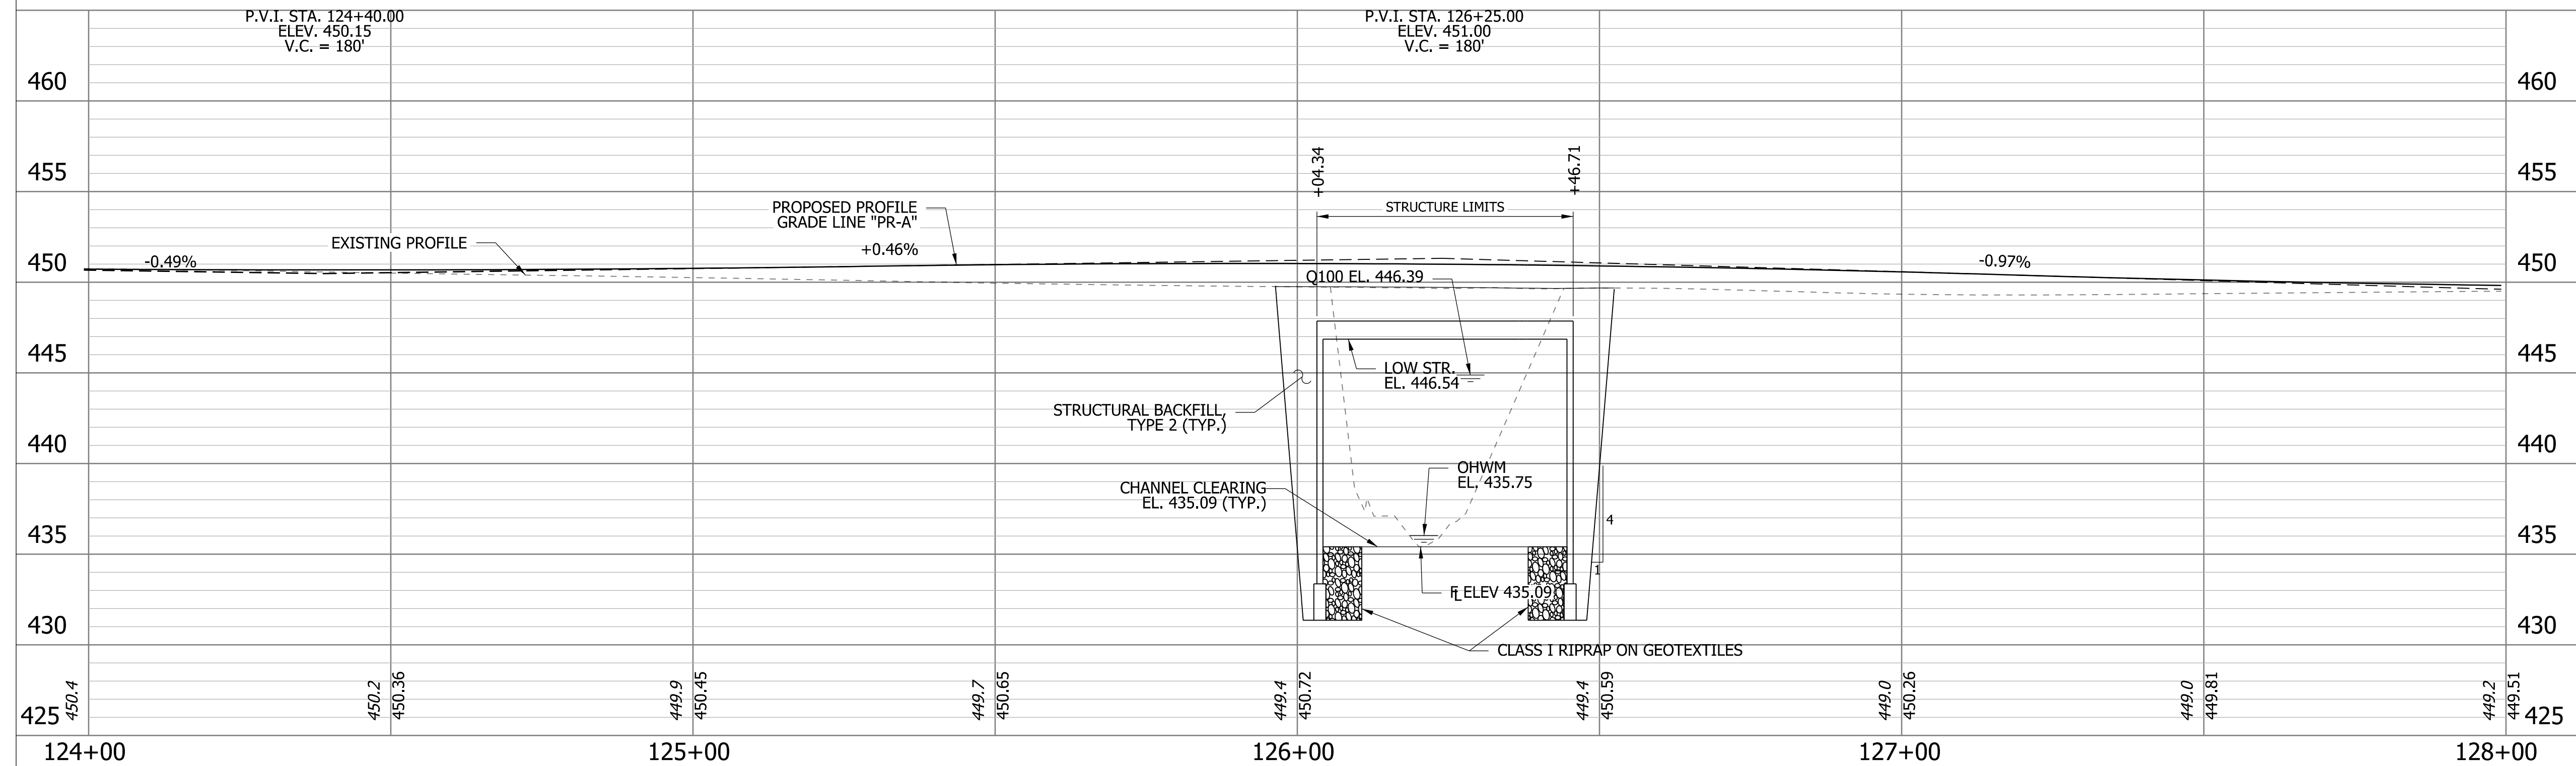 P.V.I. STA. 124+40.00
ELEV. 450.15
V.C. = 180'
P.V.I. STA. 126+25.00
ELEV. 451.00
V.C. = 180'
460
460
455
455
+04.34
+46.71
STRUCTURE LIMITS
PROPOSED PROFILE
GRADE LINE "PR-A"
EXISTING PROFILE
+0.46%
-0.49%
-0.97%
450
450
Q100 EL. 446.39
445
445
LOW STR.
EL. 446.54
STRUCTURAL BACKFILL,
TYPE 2 (TYP.)
440
440
OHWM
EL. 435.75
CHANNEL CLEARING
EL. 435.09 (TYP.)
4
1
435
435
FL ELEV 435.09
430
430
CLASS I RIPRAP ON GEOTEXTILES
425
450.4
450.2
450.36
449.9
450.45
449.7
450.65
449.4
450.72
449.4
450.59
449.0
450.26
449.0
449.81
449.2
449.51
425
124+00
125+00
126+00
127+00
128+00